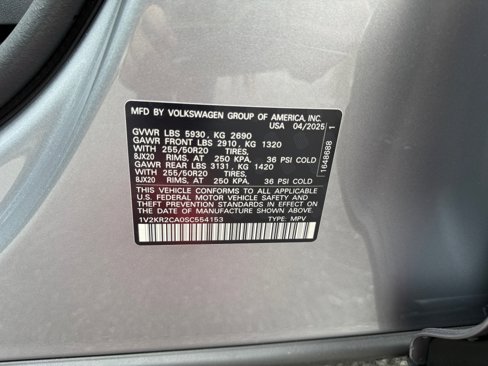 MFD BY VOLKSWAGEN GROUP OF AMERICA, INC.
USA 04/2025
GVWR LBS 5930, KG 2690
GAWR FRONT LBS 2910, KG 1320
WITH 255/50R20 TIRES,
8JX20 RIMS, AT 250 KPA, 36 PSI COLD
GAWR REAR LBS 3131, KG 1420
WITH 255/50R20 TIRES,
8JX20 RIMS, AT 250 KPA, 36 PSI COLD
THIS VEHICLE CONFORMS TO ALL APPLICABLE
U.S. FEDERAL MOTOR VEHICLE SAFETY AND
THEFT PREVENTION STANDARDS IN EFFECT ON
THE DATE OF MANUFACTURE SHOWN ABOVE.
1V2KR2CA0SC554153 TYPE: MPV
1648688 1